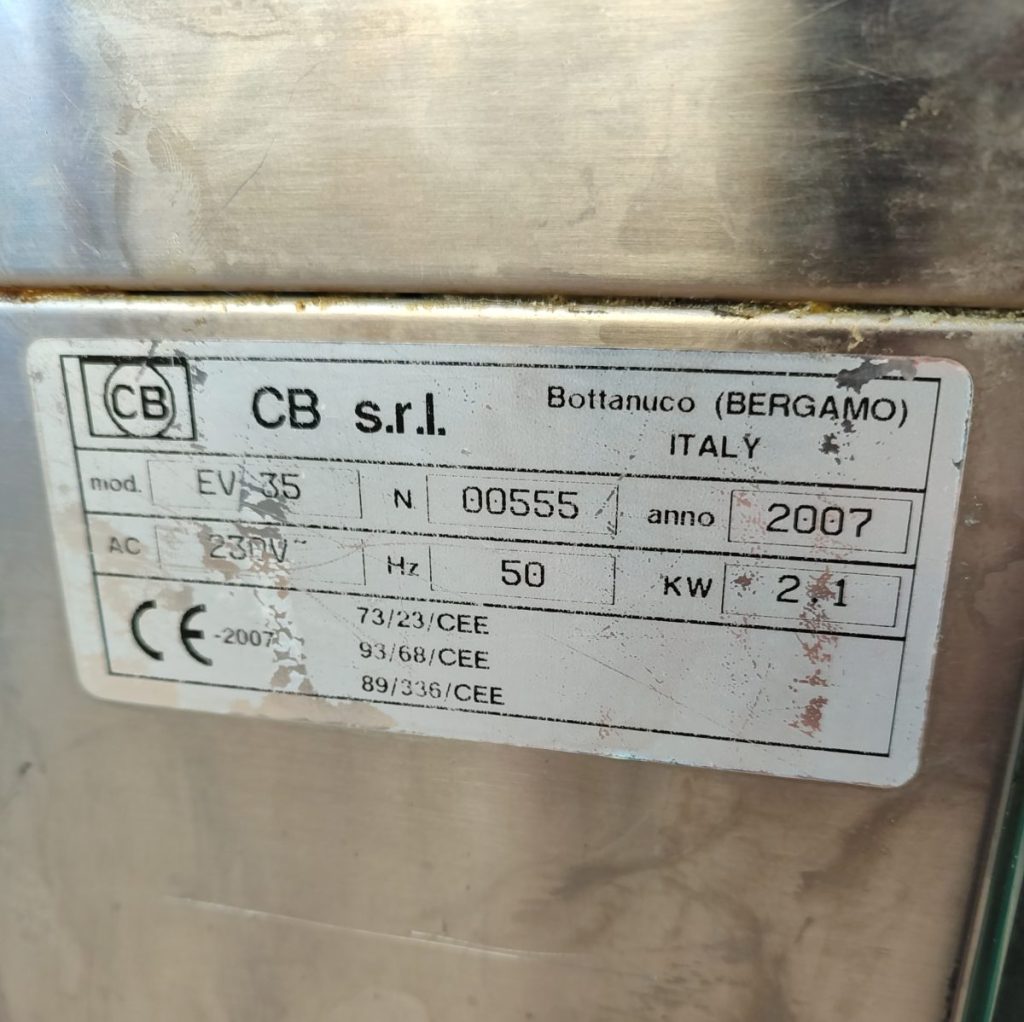 CB CB s.r.l. Bottanuco (BERGAMO)
ITALY
mod. EV 35 N 00555 anno 2007
AC 230V~ Hz 50 KW 2.1
CE -2007 73/23/CEE
93/68/CEE
89/336/CEE